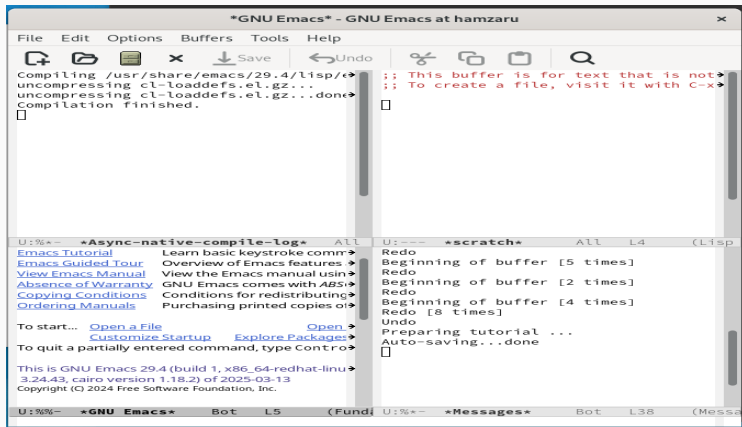 *GNU Emacs* - GNU Emacs at hamzaru
File Edit Options Buffers Tools Help
Save Undo
Compiling /usr/share/emacs/29.4/lisp/
uncompressing cl-loaddefs.el.gz...
uncompressing cl-loaddefs.el.gz...done
Compilation finished.
U:%*- *Async-native-compile-log* All
;; This buffer is for text that is not
;; To create a file, visit it with C-x
U:--- *scratch* All L4 (Lisp
Emacs Tutorial Learn basic keystroke comm
Emacs Guided Tour Overview of Emacs features
View Emacs Manual View the Emacs manual usin
Absence of Warranty GNU Emacs comes with ABS
Copying Conditions Conditions for redistributing
Ordering Manuals Purchasing printed copies of
To start... Open a File Open
Customize Startup Explore Packages
To quit a partially entered command, type Contro
This is GNU Emacs 29.4 (build 1, x86_64-redhat-linu
3.24.43, cairo version 1.18.2) of 2025-03-13
Copyright (C) 2024 Free Software Foundation, Inc.
U:%%- *GNU Emacs* Bot L5 (Funda
Redo
Beginning of buffer [5 times]
Redo
Beginning of buffer [2 times]
Redo
Beginning of buffer [4 times]
Redo [8 times]
Undo
Preparing tutorial ...
Auto-saving...done
U:%*- *Messages* Bot L38 (Messa